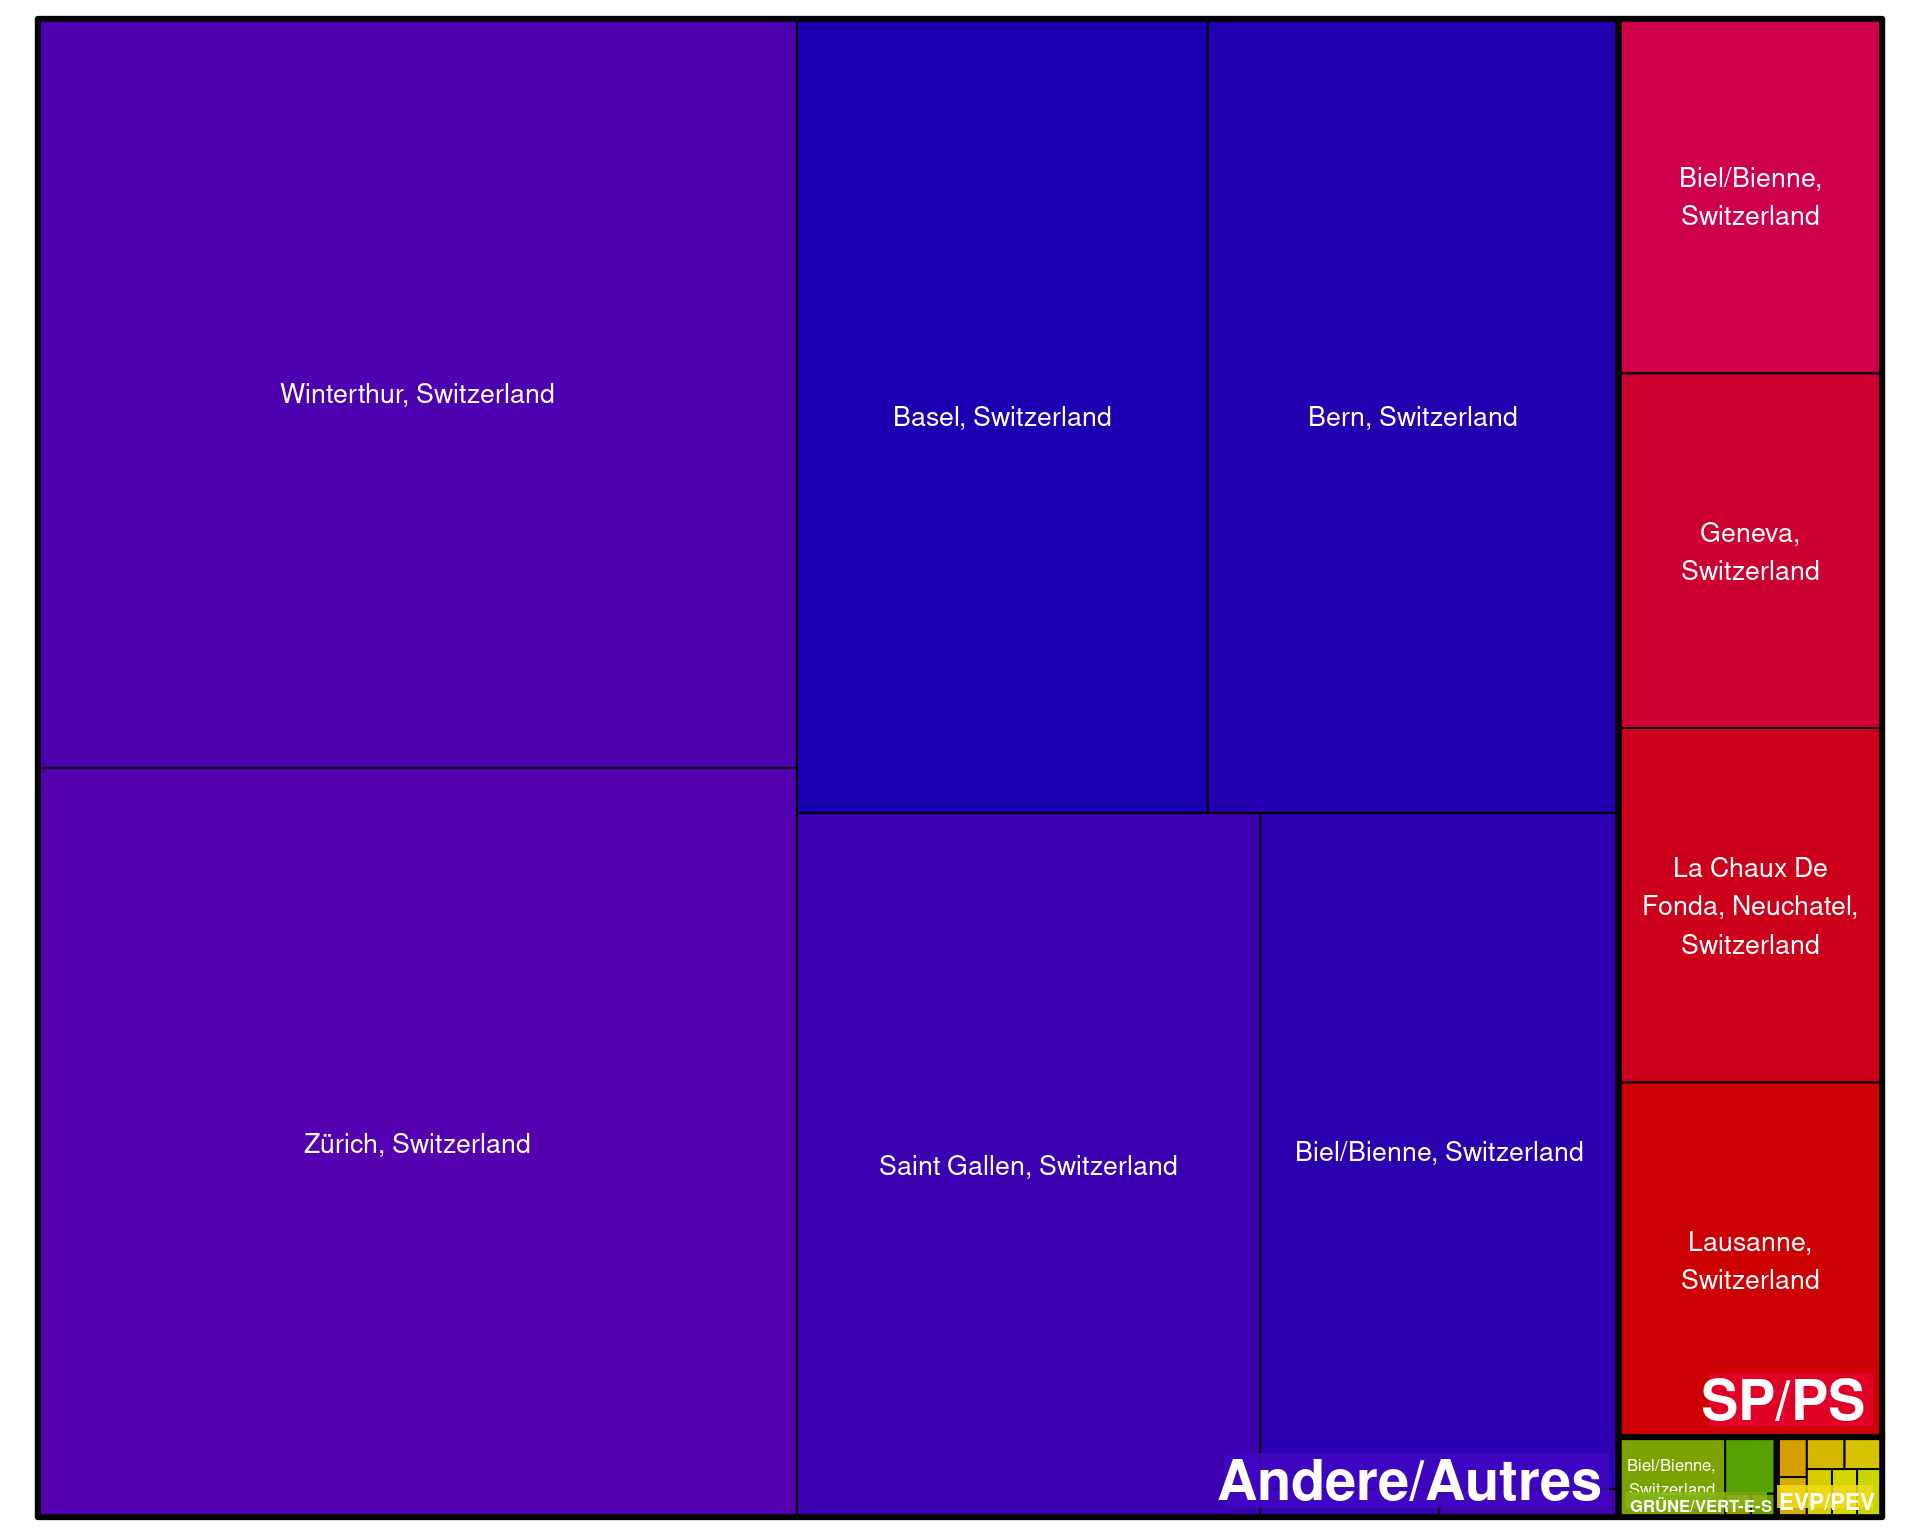 Winterthur, Switzerland
Zürich, Switzerland
Basel, Switzerland
Bern, Switzerland
Saint Gallen, Switzerland
Biel/Bienne, Switzerland
Andere/Autres
Biel/Bienne,
Switzerland
Geneva,
Switzerland
La Chaux De
Fonda, Neuchatel,
Switzerland
Lausanne,
Switzerland
SP/PS
Biel/Bienne,
Switzerland
GRÜNE/VERT-E-S
EVP/PEV